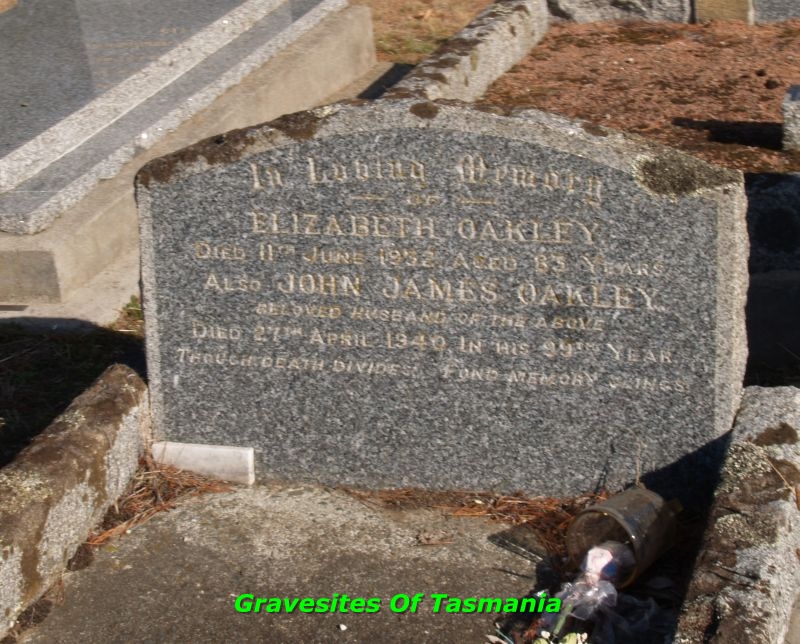 In Loving Memory
OF
ELIZABETH OAKLEY
DIED 11TH JUNE 1932 AGED 83 YEARS
ALSO JOHN JAMES OAKLEY
BELOVED HUSBAND OF THE ABOVE
DIED 27TH APRIL 1940 IN HIS YEAR
THOUGH DEATH DIVIDES. FOND MEMORY CLINGS
Gravesites Of Tasmania